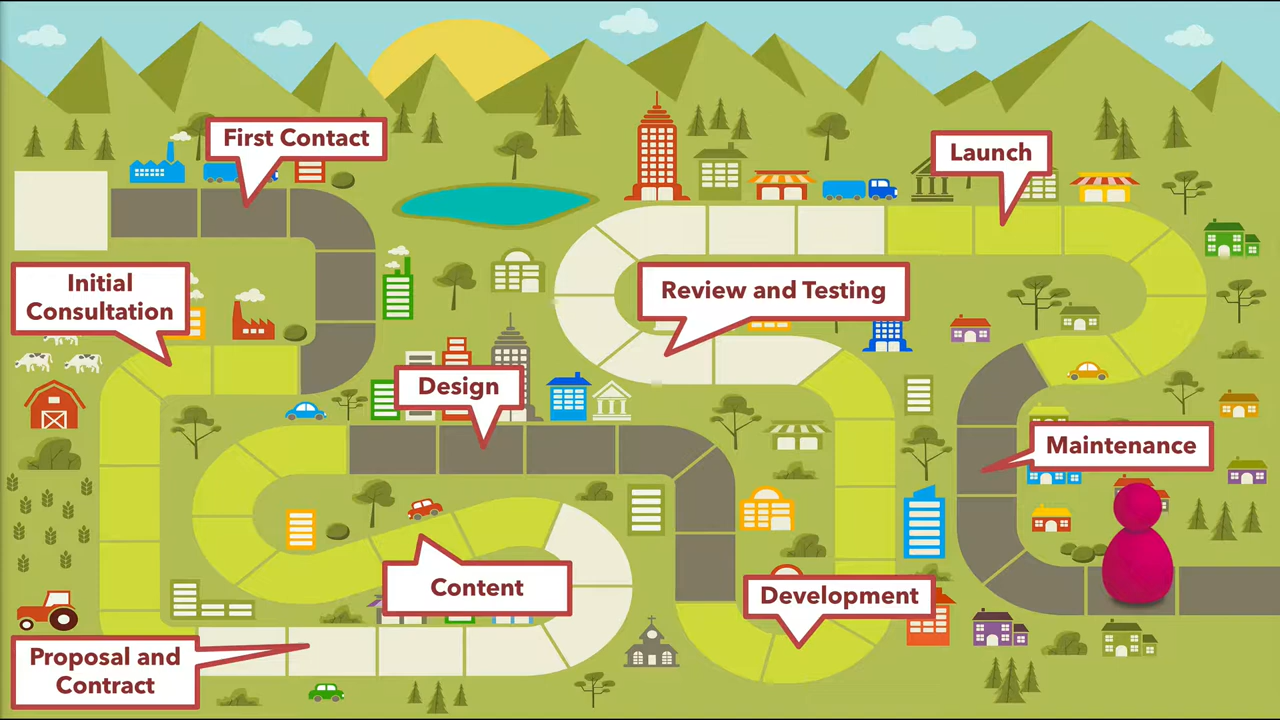 First Contact
Launch
Initial
Consultation
Review and Testing
Design
Maintenance
Content
Development
Proposal and
Contract